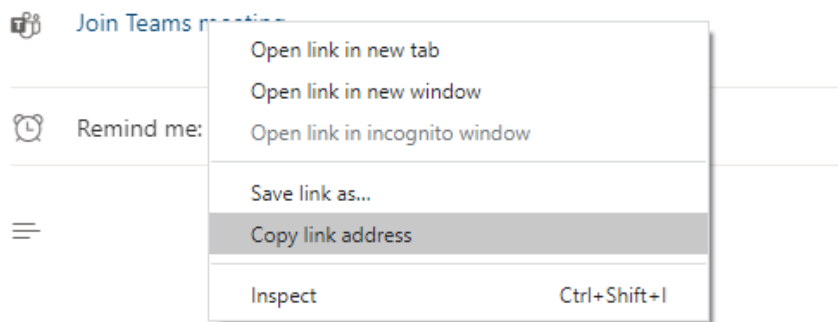 Join Teams meeting
Open link in new tab
Open link in new window
Remind me:
Open link in incognito window
Save link as...
Copy link address
Inspect Ctrl+Shift+I